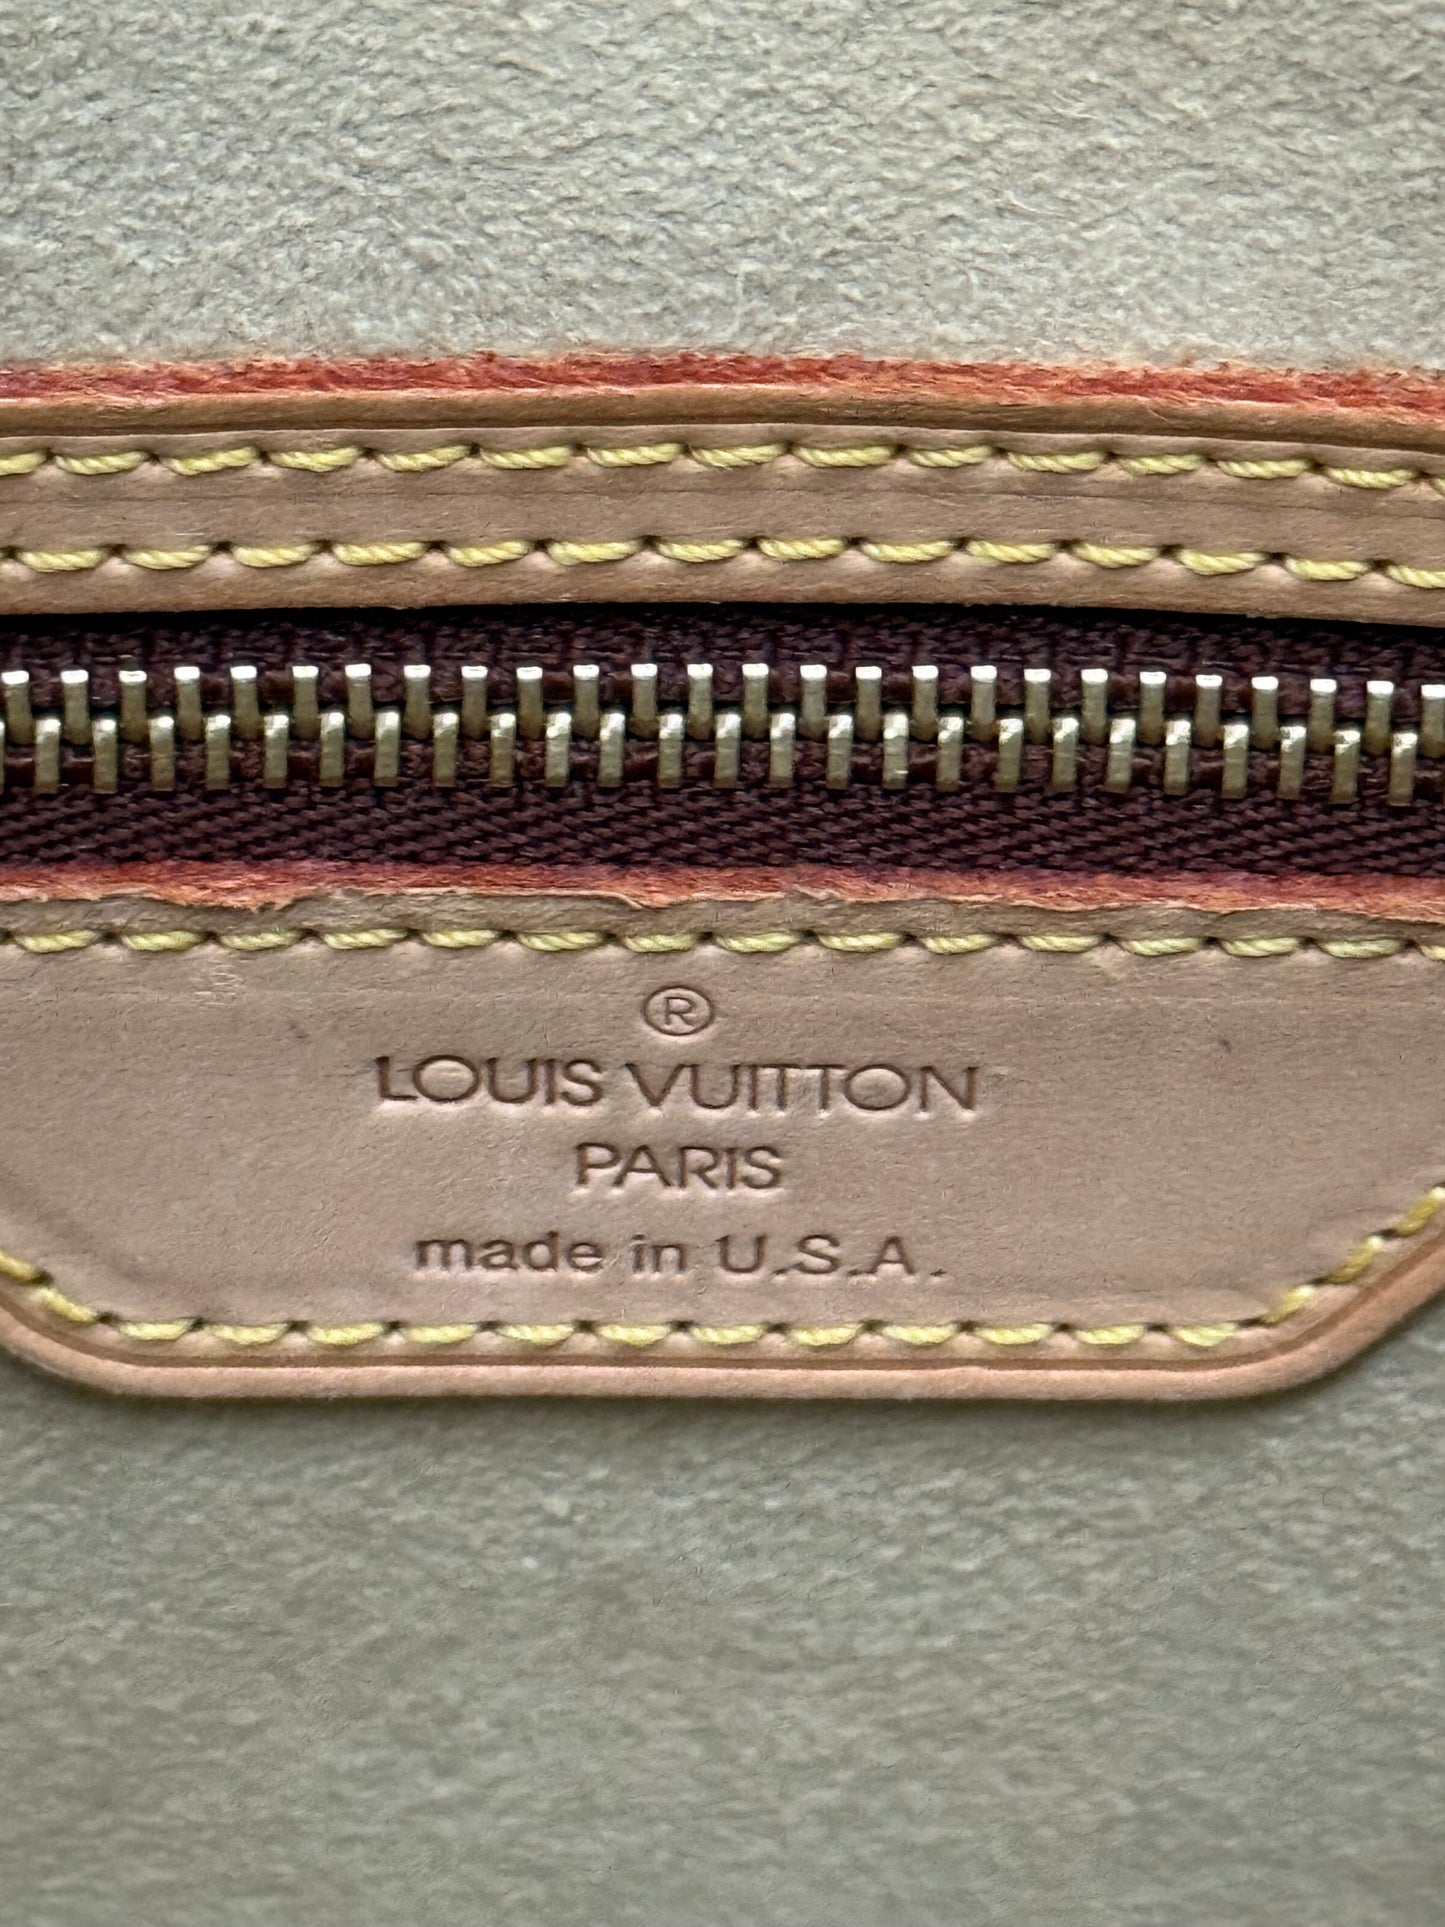 ®
LOUIS VUITTON
PARIS
made in U.S.A.